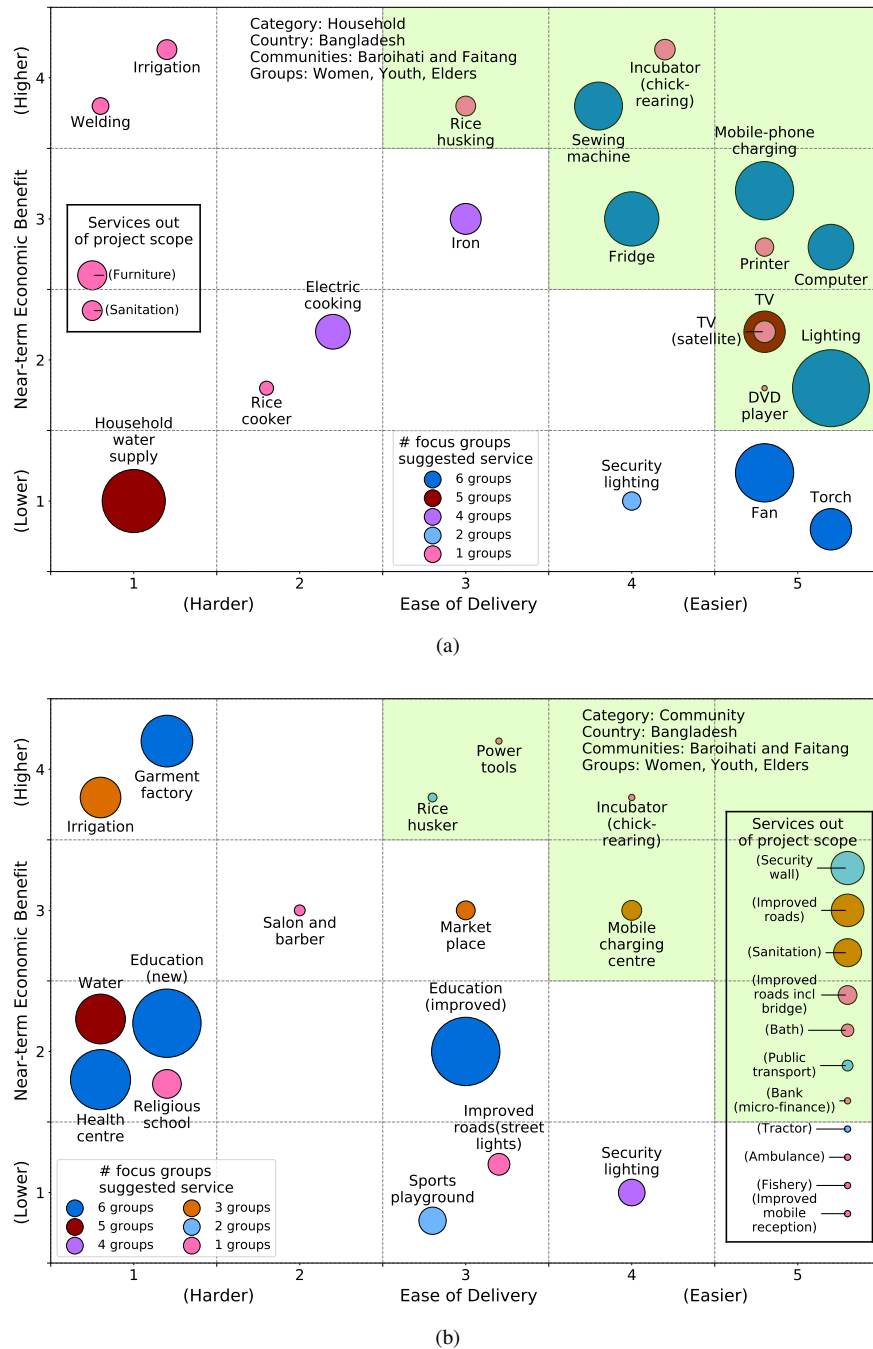 Category: Household
Country: Bangladesh
Communities: Baroihati and Faitang
Groups: Women, Youth, Elders
(Higher)
4
Irrigation
Welding
Rice
husking
Sewing
machine
Incubator
(chick-
rearing)
Mobile-phone
charging
Near-term Economic Benefit
3
Services out
of project scope
(Furniture)
(Sanitation)
Iron
Fridge
Printer
Computer
Electric
cooking
2
Rice
cooker
TV
TV
(satellite)
Lighting
DVD
player
(Lower)
1
Household
water
supply
# focus groups
suggested service
6 groups
5 groups
4 groups
2 groups
1 groups
Security
lighting
Fan
Torch
1
2
3
4
5
(Harder)
Ease of Delivery
(Easier)
(a)
Category: Community
Country: Bangladesh
Communities: Baroihati and Faitang
Groups: Women, Youth, Elders
(Higher)
4
Garment
factory
Irrigation
Power
tools
Rice
husker
Incubator
(chick-
rearing)
Services out
of project scope
(Security
wall)
(Improved
roads)
(Sanitation)
(Improved
roads incl
bridge)
(Bath)
(Public
transport)
(Bank
(micro-finance))
(Tractor)
(Ambulance)
(Fishery)
(Improved
mobile
reception)
Near-term Economic Benefit
3
Salon and
barber
Market
place
Mobile
charging
centre
2
Water
Education
(new)
Education
(improved)
Health
centre
Religious
school
(Lower)
1
Improved
roads(street
lights)
Sports
playground
Security
lighting
# focus groups
suggested service
6 groups
5 groups
4 groups
3 groups
2 groups
1 groups
1
2
3
4
5
(Harder)
Ease of Delivery
(Easier)
(b)